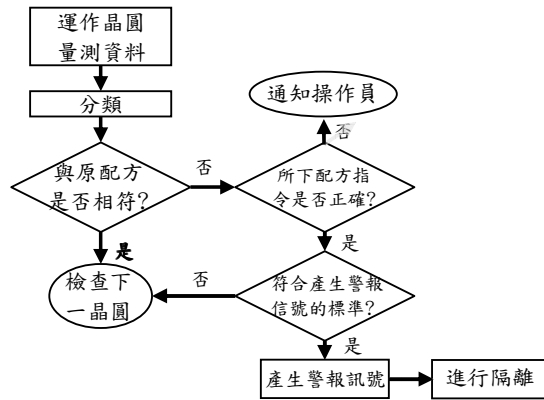 運作晶圓
量測資料
分類
通知操作員
否
與原配方
是否相符?
否
所下配方指
令是否正確?
是
是
檢查下
一晶圓
否
符合產生警報
信號的標準?
是
產生警報訊號
進行隔離